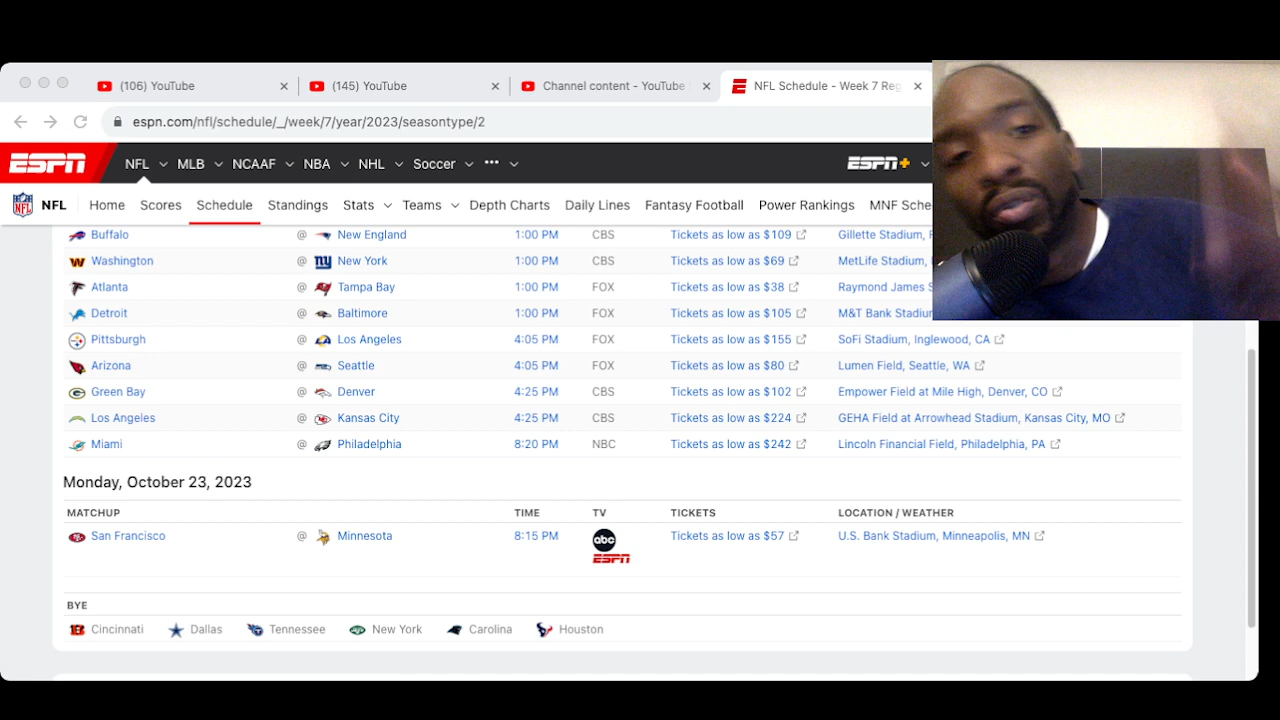 (106) YouTube
(145) YouTube
Channel content - YouTube
NFL Schedule - Week 7 Reg
espn.com/nfl/schedule/_/week/7/year/2023/seasontype/2
ESPN NFL MLB NCAAF NBA NHL Soccer ••• ESPN+
NFL Home Scores Schedule Standings Stats Teams Depth Charts Daily Lines Fantasy Football Power Rankings MNF Sche
Buffalo @ New England 1:00 PM CBS Tickets as low as $109 Gillette Stadium,
Washington @ New York 1:00 PM CBS Tickets as low as $69 MetLife Stadium,
Atlanta @ Tampa Bay 1:00 PM FOX Tickets as low as $38 Raymond James S
Detroit @ Baltimore 1:00 PM FOX Tickets as low as $105 M&T Bank Stadiu
Pittsburgh @ Los Angeles 4:05 PM FOX Tickets as low as $155 SoFi Stadium, Inglewood, CA
Arizona @ Seattle 4:05 PM FOX Tickets as low as $80 Lumen Field, Seattle, WA
Green Bay @ Denver 4:25 PM CBS Tickets as low as $102 Empower Field at Mile High, Denver, CO
Los Angeles @ Kansas City 4:25 PM CBS Tickets as low as $224 GEHA Field at Arrowhead Stadium, Kansas City, MO
Miami @ Philadelphia 8:20 PM NBC Tickets as low as $242 Lincoln Financial Field, Philadelphia, PA
Monday, October 23, 2023
MATCHUP TIME TV TICKETS LOCATION / WEATHER
San Francisco @ Minnesota 8:15 PM abc ESPN Tickets as low as $57 U.S. Bank Stadium, Minneapolis, MN
BYE
Cincinnati Dallas Tennessee New York Carolina Houston